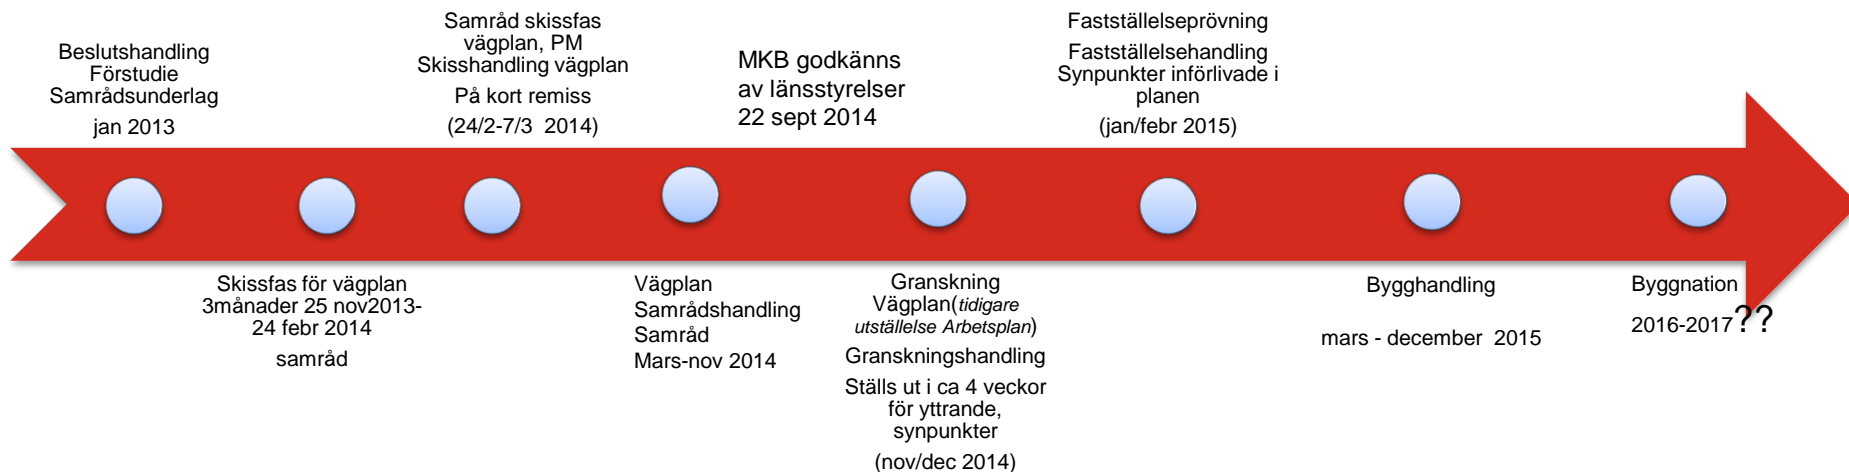 Beslutshandling
Förstudie
Samrådsunderlag
jan 2013
Skissfas för vägplan
3månader 25 nov2013-
24 febr 2014
samråd
Samråd skissfas
vägplan, PM
Skisshandling vägplan
På kort remiss
(24/2-7/3 2014)
Vägplan
Samrådshandling
Samråd
Mars-nov 2014
MKB godkänns
av länsstyrelser
22 sept 2014
Granskning
Vägplan(tidigare
utställelse Arbetsplan)
Granskningshandling
Ställs ut i ca 4 veckor
för yttrande,
synpunkter
(nov/dec 2014)
Fastställelseprövning
Fastställelsehandling
Synpunkter införlivade i
planen
(jan/febr 2015)
Bygghandling
mars - december 2015
Byggnation
2016-2017??